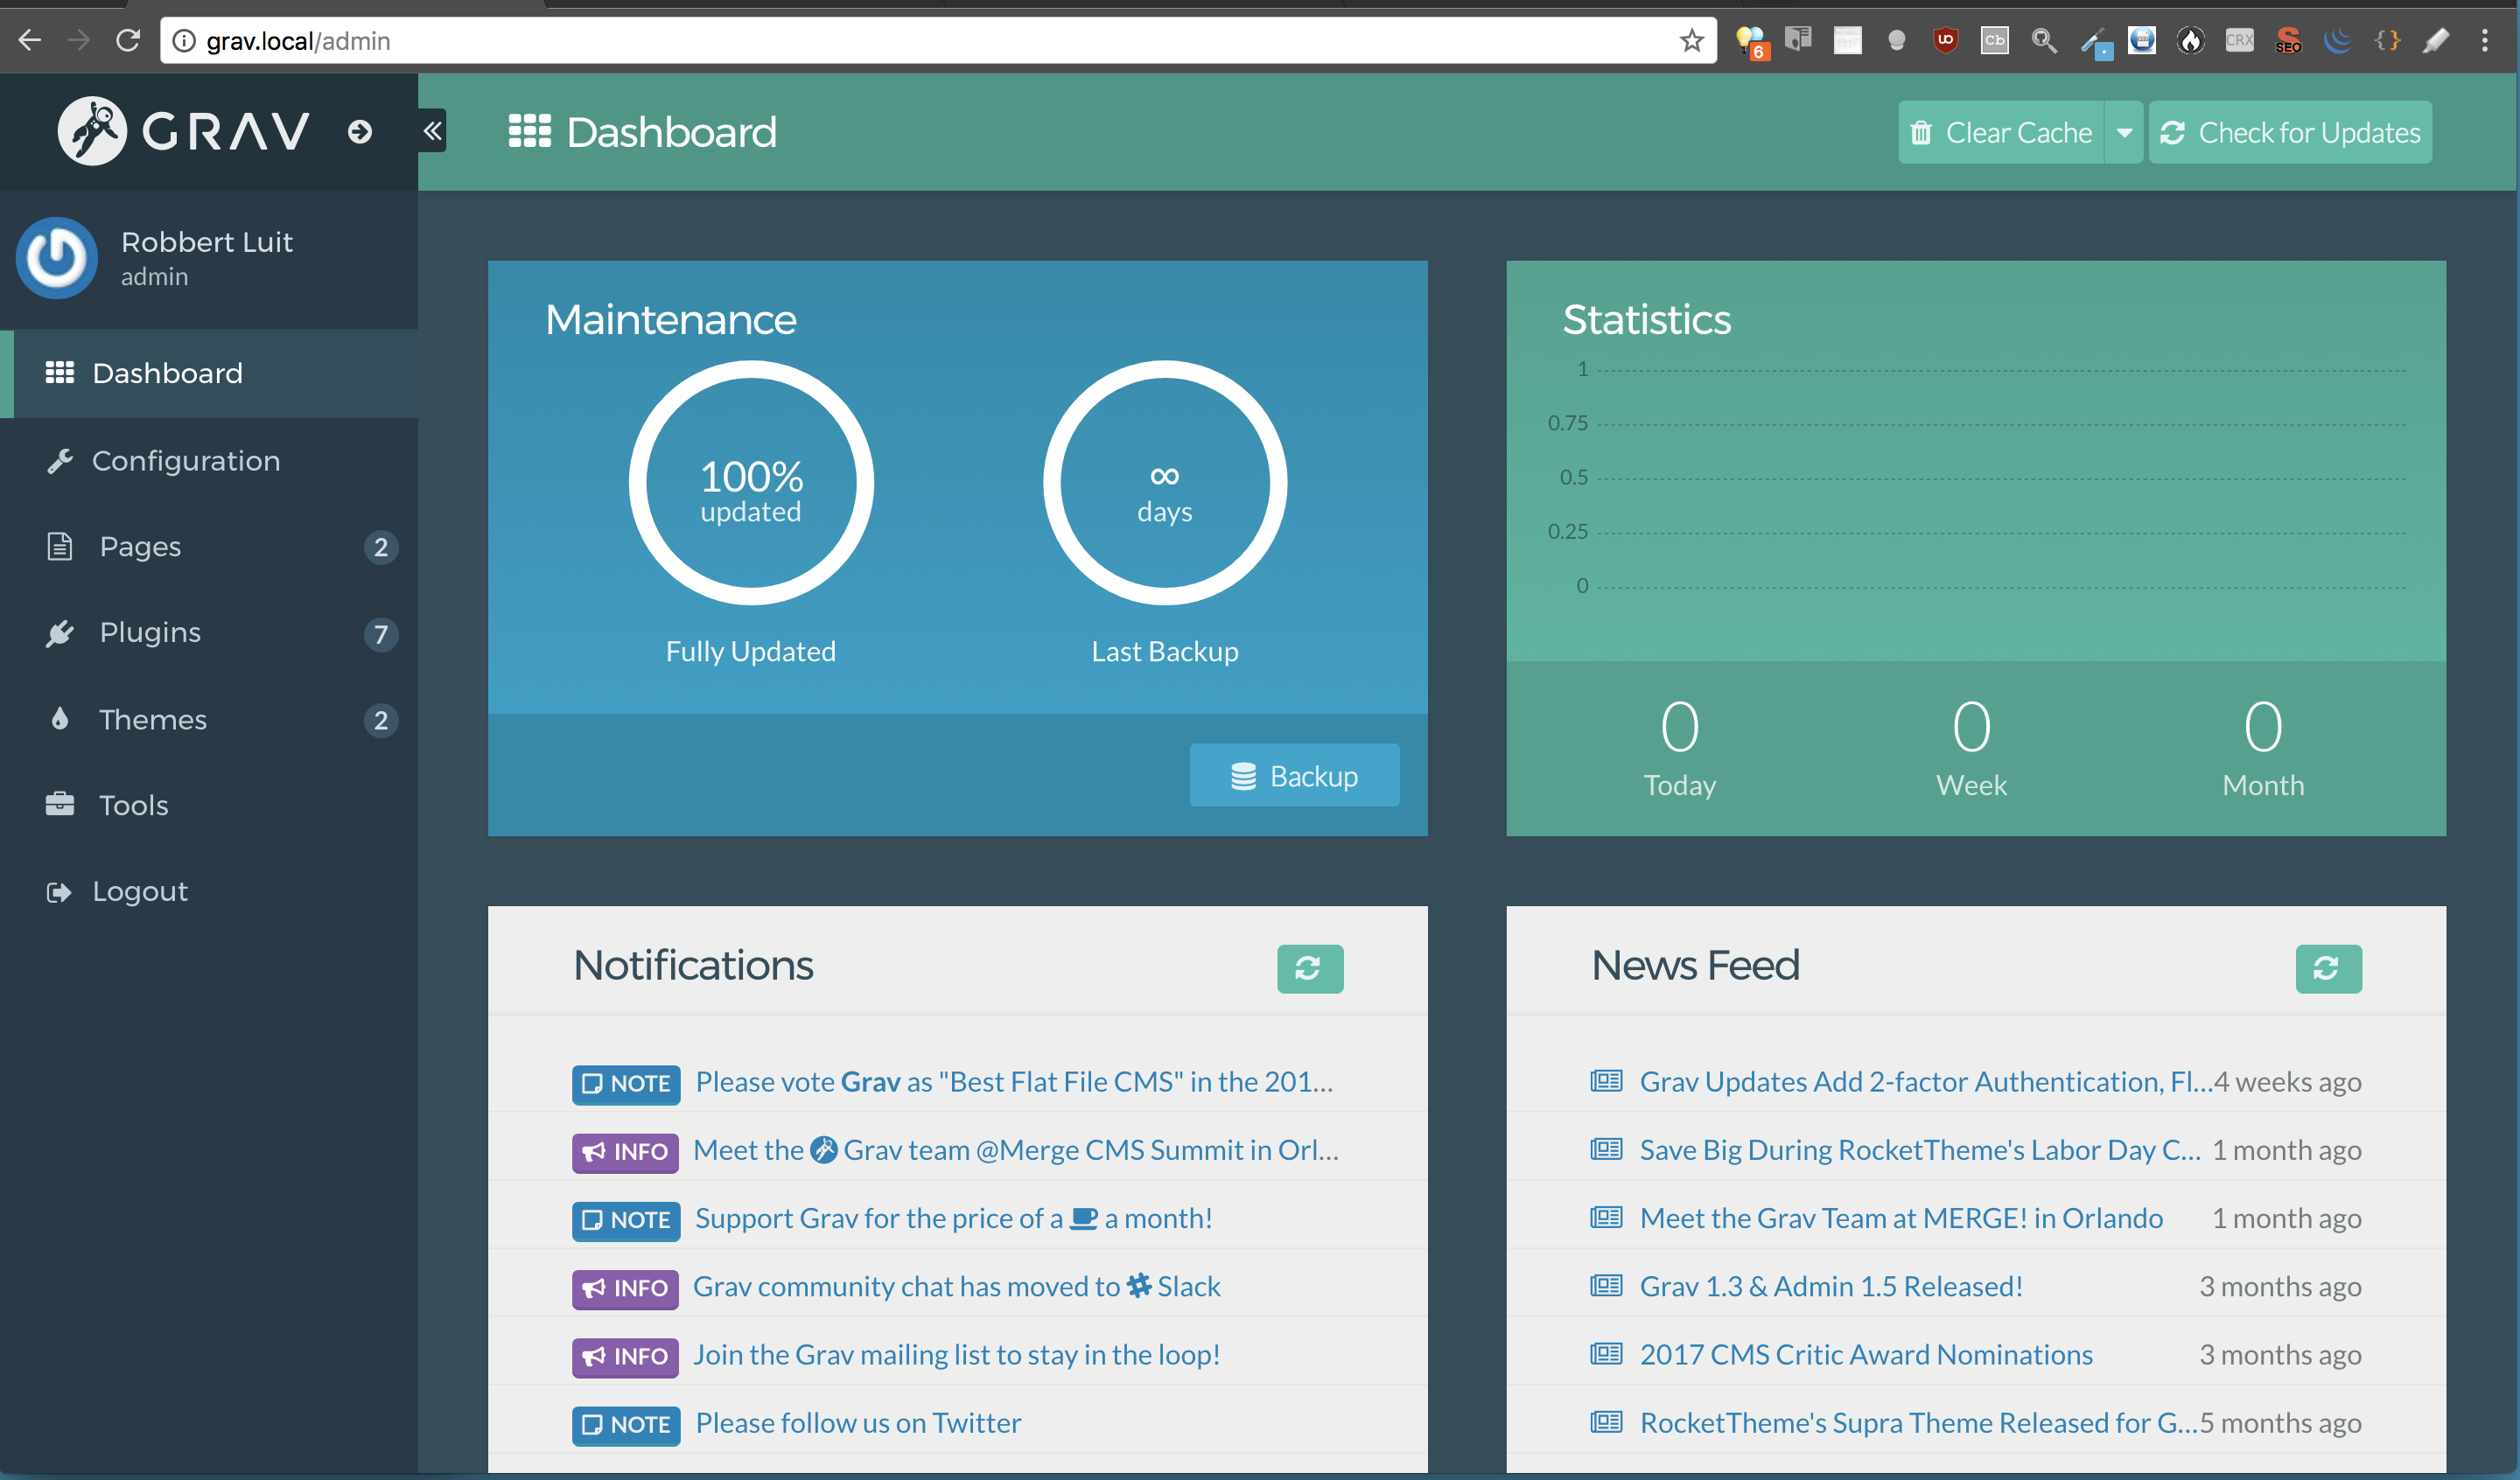 grav.local/admin
6
UO
Cb
CRX
SEO
GRAV
Dashboard
Clear Cache
Check for Updates
Robbert Luit
admin
Dashboard
Configuration
Pages 2
Plugins 7
Themes 2
Tools
Logout
Maintenance
100%
updated
∞
days
Fully Updated
Last Backup
Backup
Statistics
1
0.75
0.5
0.25
0
0
Today
0
Week
0
Month
Notifications
NOTE Please vote Grav as "Best Flat File CMS" in the 201...
INFO Meet the Grav team @Merge CMS Summit in Orl...
NOTE Support Grav for the price of a a month!
INFO Grav community chat has moved to Slack
INFO Join the Grav mailing list to stay in the loop!
NOTE Please follow us on Twitter
News Feed
Grav Updates Add 2-factor Authentication, Fl... 4 weeks ago
Save Big During RocketTheme's Labor Day C... 1 month ago
Meet the Grav Team at MERGE! in Orlando 1 month ago
Grav 1.3 & Admin 1.5 Released! 3 months ago
2017 CMS Critic Award Nominations 3 months ago
RocketTheme's Supra Theme Released for G... 5 months ago